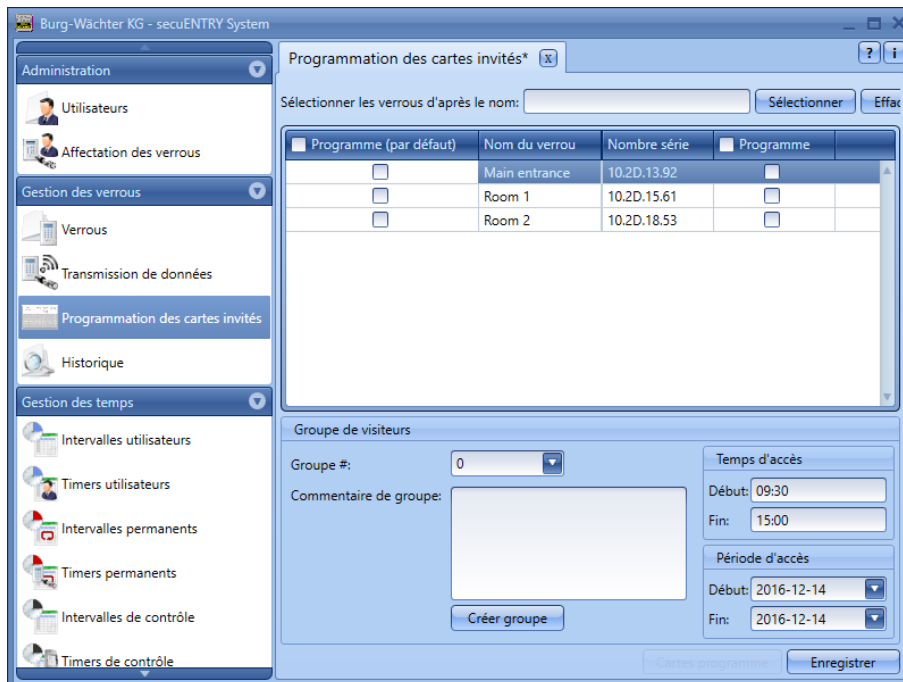 Burg-Wächter KG - secuENTRY System
Administration
Utilisateurs
Affectation des verrous
Gestion des verrous
Verrous
Transmission de données
Programmation des cartes invités
Historique
Gestion des temps
Intervalles utilisateurs
Timers utilisateurs
Intervalles permanents
Timers permanents
Intervalles de contrôle
Timers de contrôle
Programmation des cartes invités* x
? i
Sélectionner les verrous d'après le nom: Sélectionner Effac
Programme (par défaut) Nom du verrou Nombre série Programme
Main entrance 10.2D.13.92
Room 1 10.2D.15.61
Room 2 10.2D.18.53
Groupe de visiteurs
Groupe #: 0
Commentaire de groupe:
Créer groupe
Temps d'accès
Début: 09:30
Fin: 15:00
Période d'accès
Début: 2016-12-14
Fin: 2016-12-14
Cartes programme Enregistrer